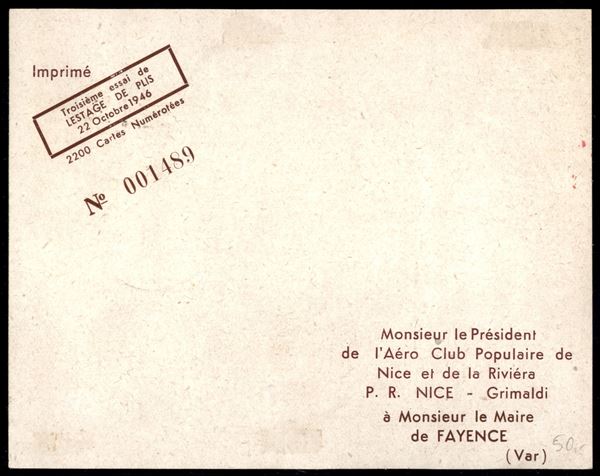 Imprimé
Troisième essai de
LESTAGE DE PLIS
22 Octobre 1946
2200 Cartes Numérotées
№ 001489
Monsieur le Président
de l'Aéro Club Populaire de
Nice et de la Riviéra
P. R. NICE - Grimaldi
à Monsieur le Maire
de FAYENCE
(Var)
50,-